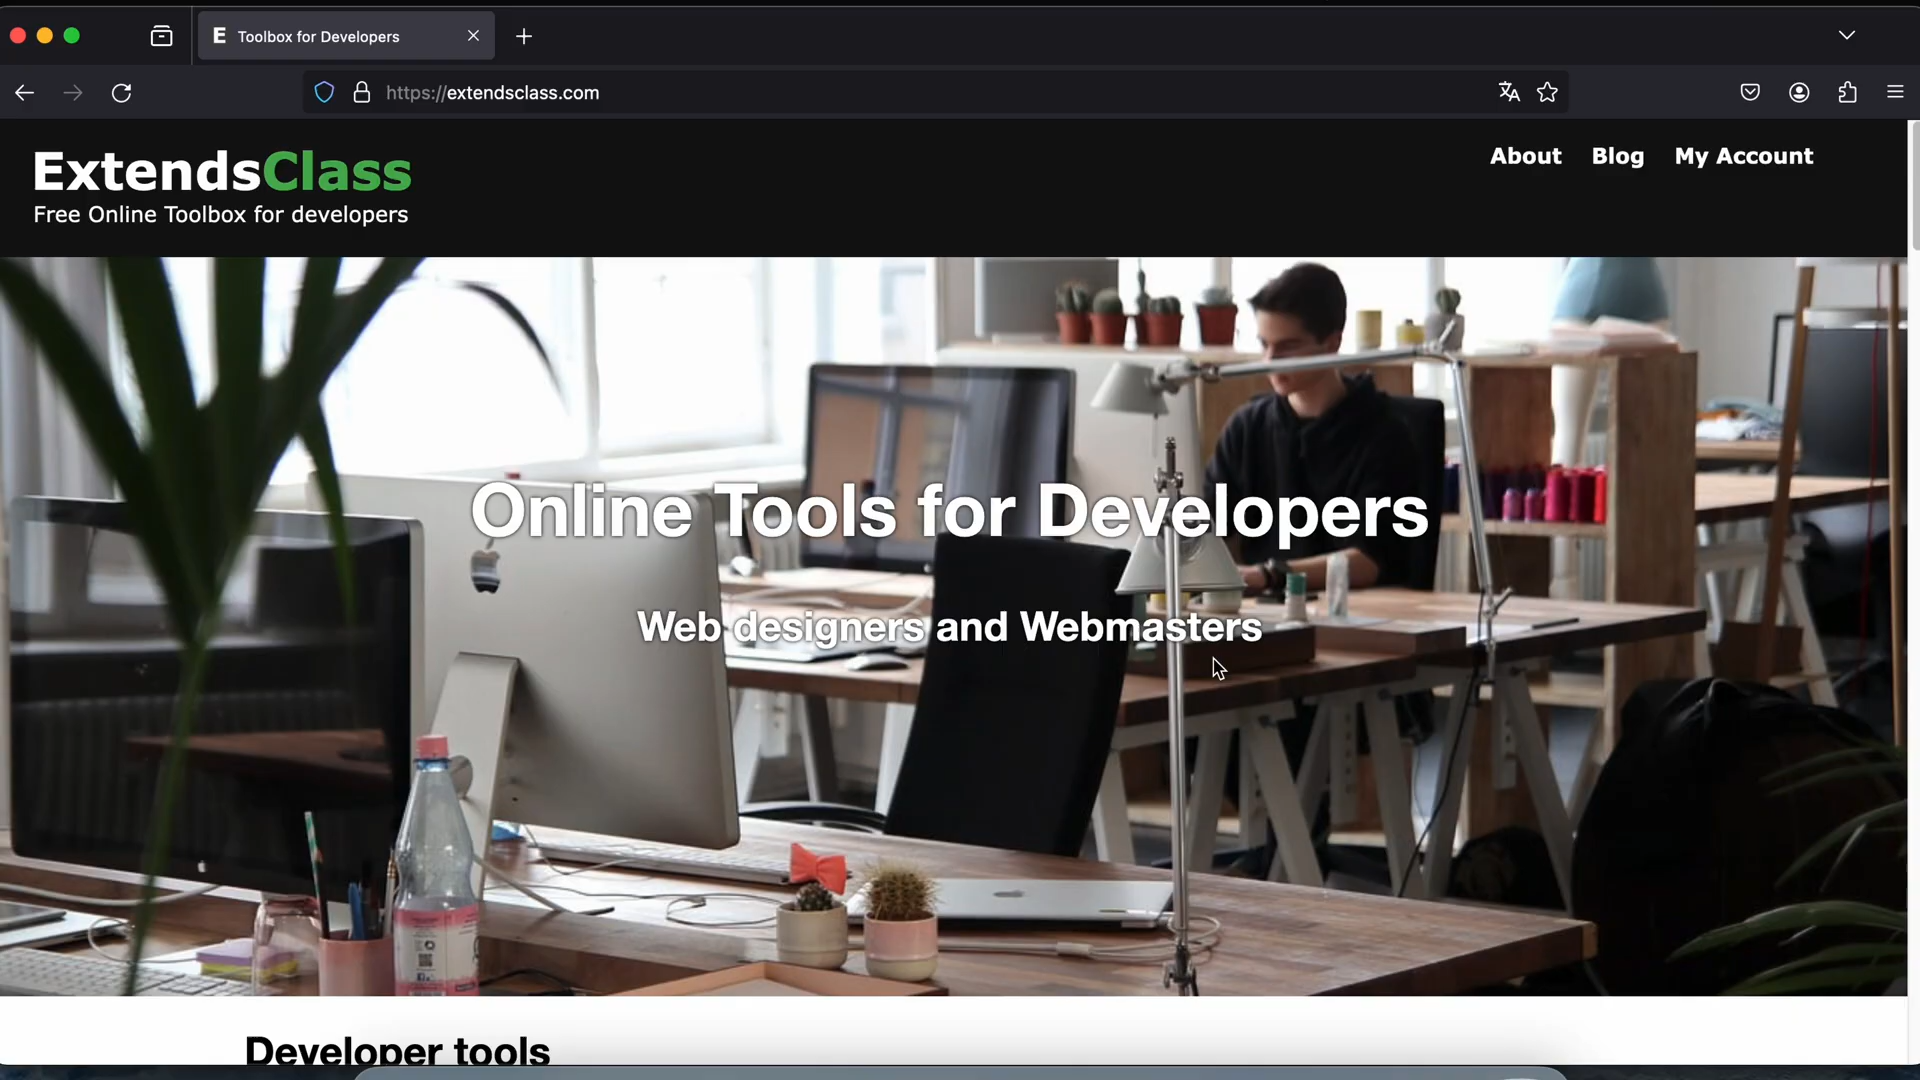 E Toolbox for Developers
https://extendsclass.com
ExtendsClass
Free Online Toolbox for developers
About Blog My Account
Online Tools for Developers
Web designers and Webmasters
Developer tools